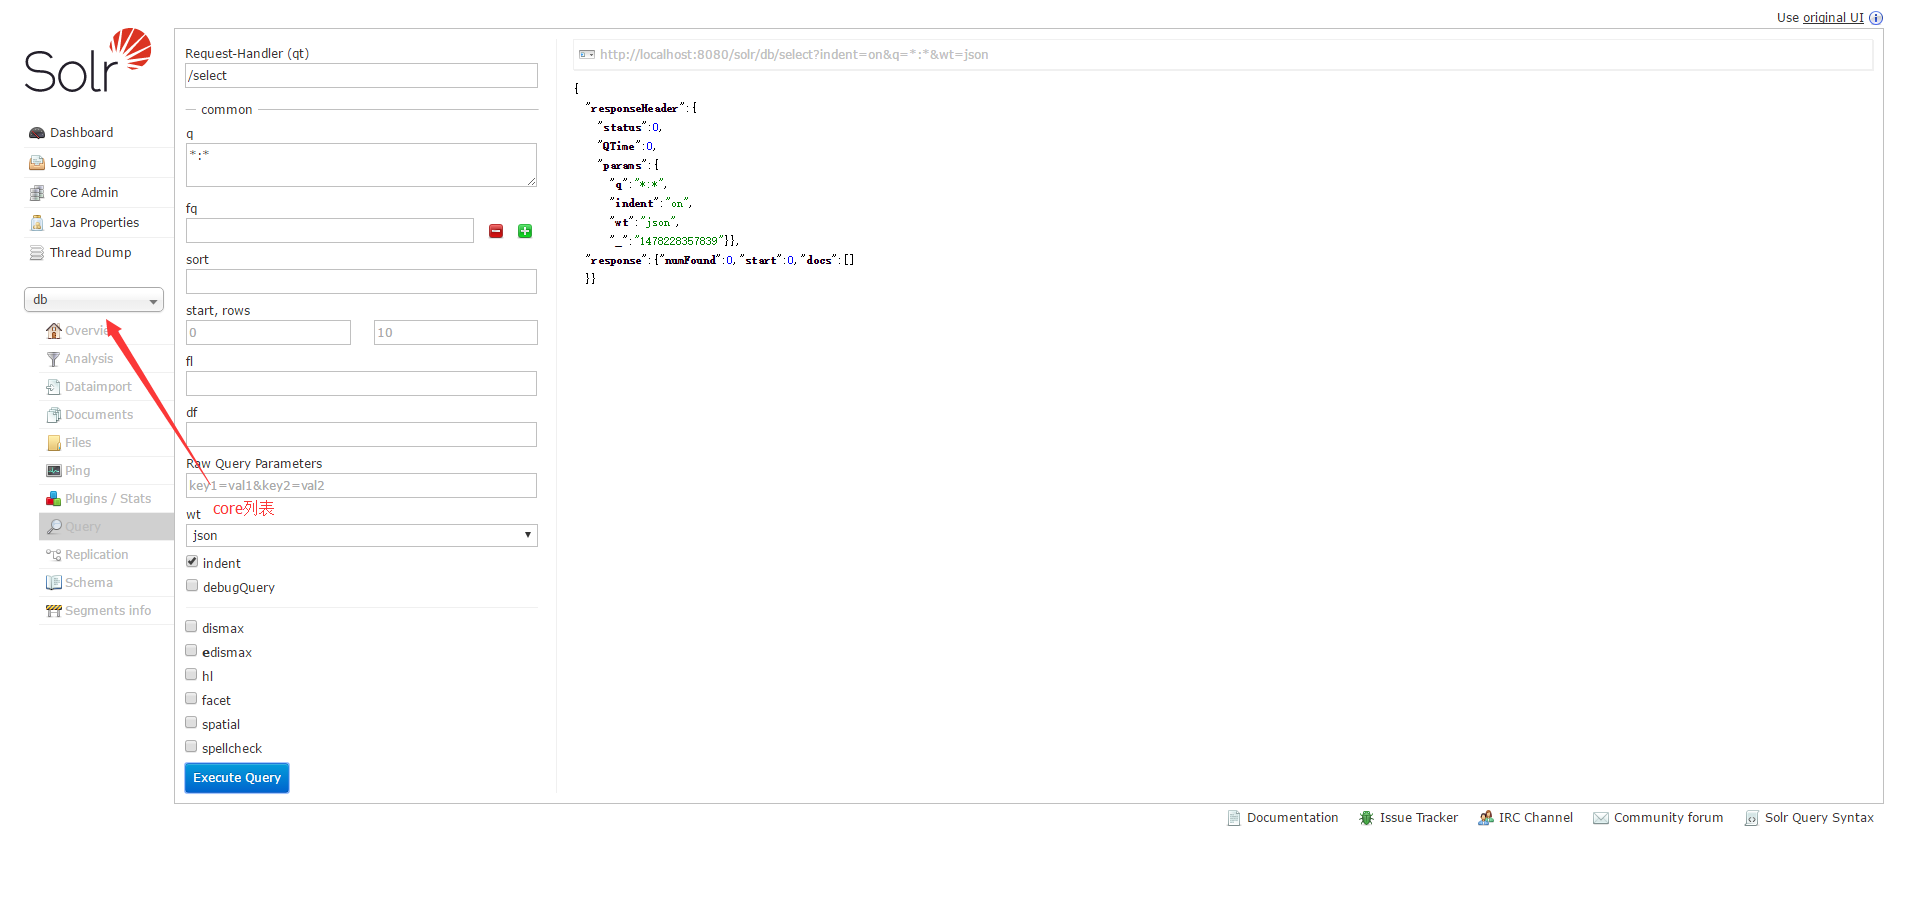 Use original UI
Solr
Dashboard
Logging
Core Admin
Java Properties
Thread Dump
db
Overvie
Analysis
Dataimport
Documents
Files
Ping
Plugins / Stats
Query
Replication
Schema
Segments info
Request-Handler (qt)
/select
common
q
*:*
fq
sort
start, rows
0 10
fl
df
Raw Query Parameters
key1=val1&key2=val2
core列表
wt
json
indent
debugQuery
dismax
edismax
hl
facet
spatial
spellcheck
Execute Query
http://localhost:8080/solr/db/select?indent=on&q=*:*&wt=json
{
"responseHeader":{
"status":0,
"QTime":0,
"params":{
"q":"*:*",
"indent":"on",
"wt":"json",
"_":"1478228357839"}},
"response":{"numFound":0,"start":0,"docs":[]
}}
Documentation Issue Tracker IRC Channel Community forum Solr Query Syntax